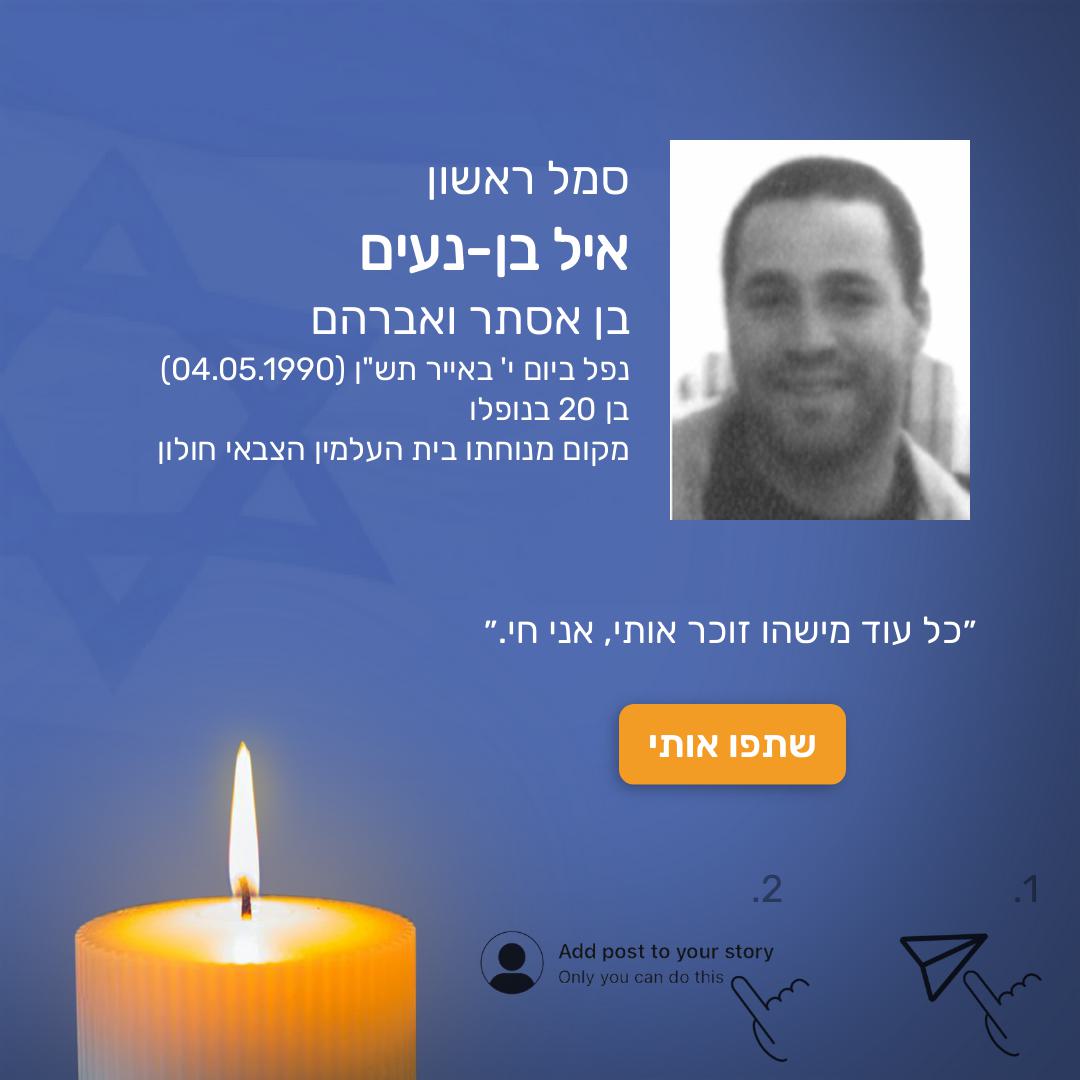 סמל ראשון
איל בן-נעים
בן אסתר ואברהם
נפל ביום י' באייר תש"ן (04.05.1990)
בן 20 בנופלו
מקום מנוחתו בית העלמין הצבאי חולון
״כל עוד מישהו זוכר אותי, אני חי.״
שתפו אותי
1.
2.
Add post to your story
Only you can do this